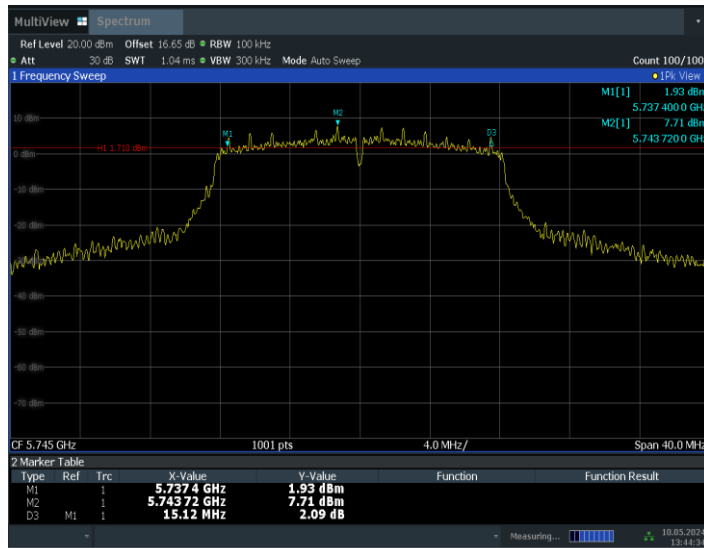 MultiView Spectrum
Ref Level 20.00 dBm Offset 16.65 dB RBW 100 kHz
Att 30 dB SWT 1.04 ms VBW 300 kHz Mode Auto Sweep Count 100/100
1 Frequency Sweep 1Pk View
M1[1] 1.93 dBm
5.737 400 0 GHz
M2[1] 7.71 dBm
5.743 720 0 GHz
10 dBm
M2
M1
D3
H1 1.710 dBm
0 dBm
-10 dBm
-20 dBm
-40 dBm
-50 dBm
-60 dBm
-70 dBm
CF 5.745 GHz 1001 pts 4.0 MHz/ Span 40.0 MHz
2 Marker Table
Type Ref Trc X-Value Y-Value Function Function Result
M1 1 5.737 4 GHz 1.93 dBm
M2 1 5.743 72 GHz 7.71 dBm
D3 M1 1 15.12 MHz 2.09 dB
Measuring... 10.05.2024
13:44:34